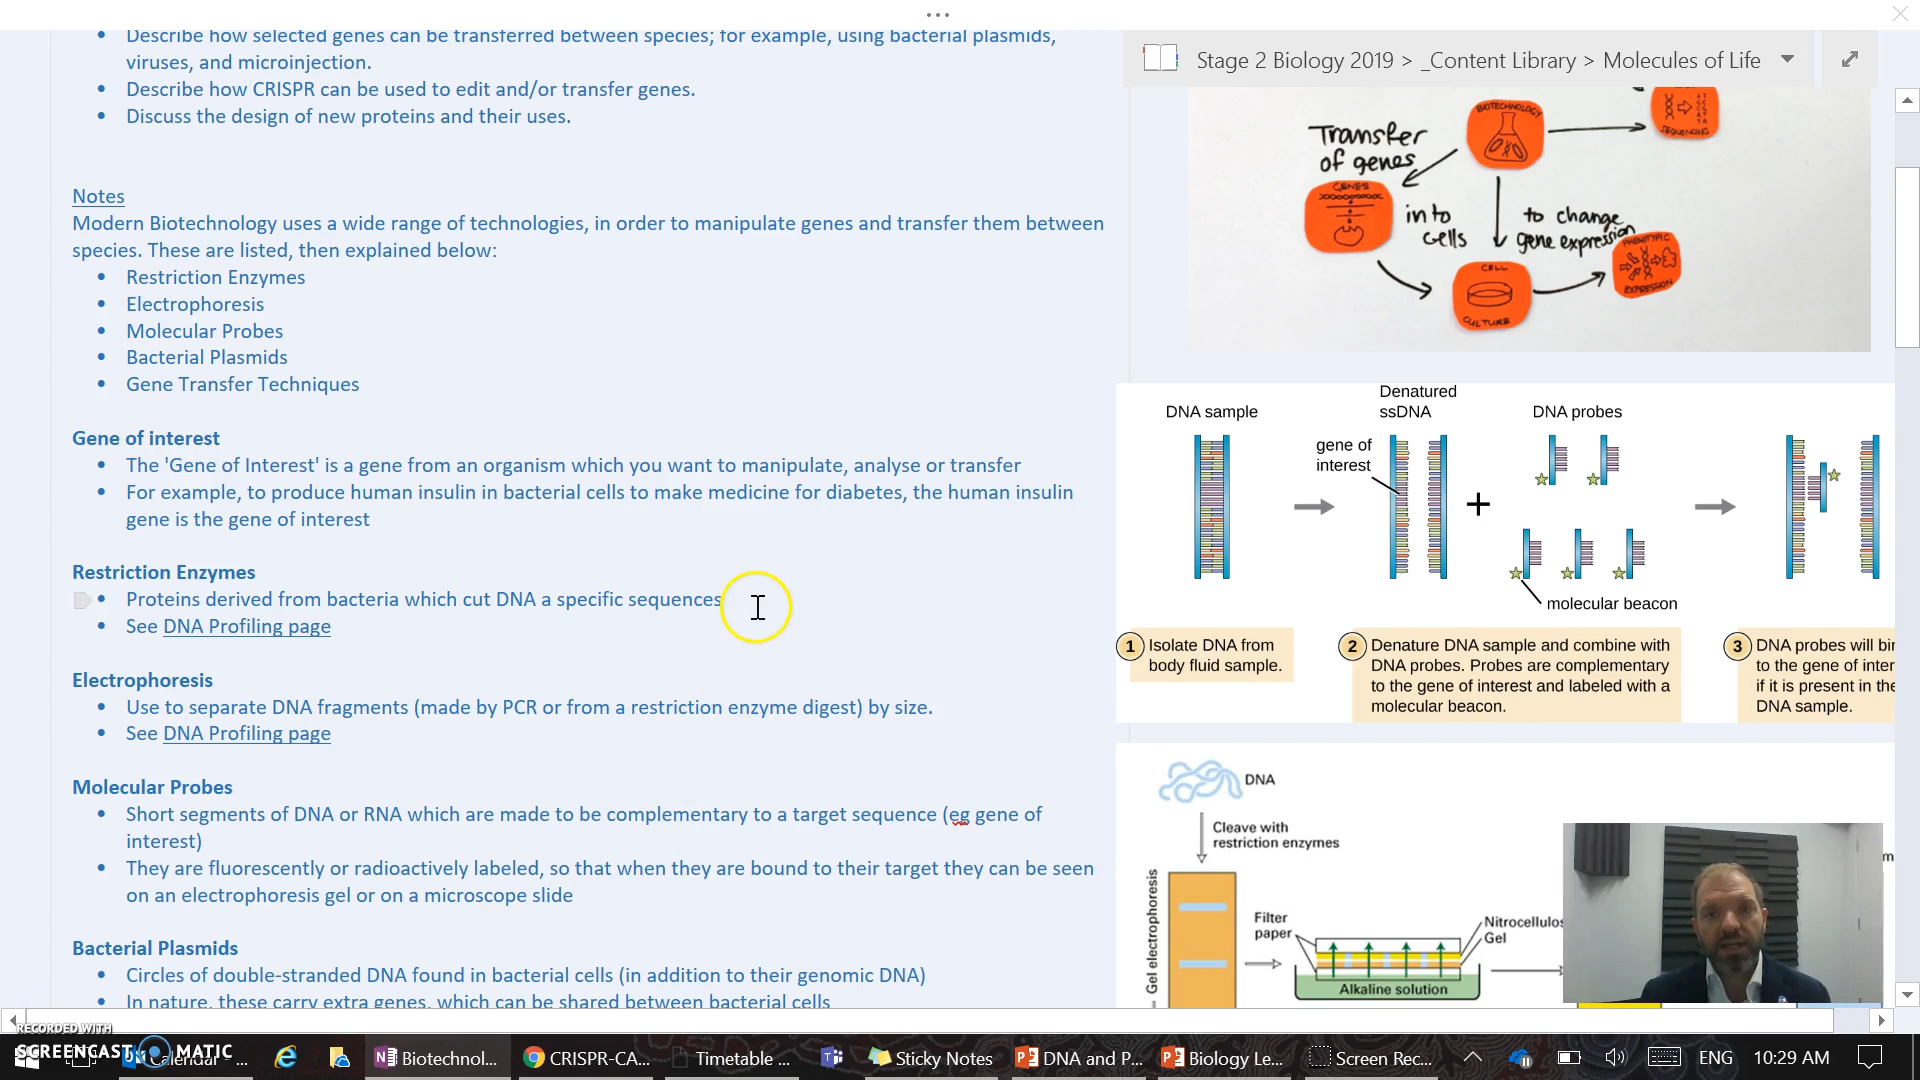 Describe how selected genes can be transferred between species; for example, using bacterial plasmids,
viruses, and microinjection.
Describe how CRISPR can be used to edit and/or transfer genes.
Discuss the design of new proteins and their uses.
Notes
Modern Biotechnology uses a wide range of technologies, in order to manipulate genes and transfer them between
species. These are listed, then explained below:
Restriction Enzymes
Electrophoresis
Molecular Probes
Bacterial Plasmids
Gene Transfer Techniques
Gene of interest
The 'Gene of Interest' is a gene from an organism which you want to manipulate, analyse or transfer
For example, to produce human insulin in bacterial cells to make medicine for diabetes, the human insulin
gene is the gene of interest
Restriction Enzymes
Proteins derived from bacteria which cut DNA a specific sequences
See DNA Profiling page
Electrophoresis
Use to separate DNA fragments (made by PCR or from a restriction enzyme digest) by size.
See DNA Profiling page
Molecular Probes
Short segments of DNA or RNA which are made to be complementary to a target sequence (eg gene of
interest)
They are fluorescently or radioactively labeled, so that when they are bound to their target they can be seen
on an electrophoresis gel or on a microscope slide
Bacterial Plasmids
Circles of double-stranded DNA found in bacterial cells (in addition to their genomic DNA)
In nature, these carry extra genes, which can be shared between bacterial cells
Stage 2 Biology 2019 > _Content Library > Molecules of Life
BIOTECHNOLOGY
SEQUENCING
Transfer
of genes
GENES
into
cells
to change
gene expression
PHENOTYPIC
EXPRESSION
CELL
CULTURE
DNA sample
Denatured
ssDNA
DNA probes
gene of
interest
+
molecular beacon
1 Isolate DNA from
body fluid sample.
2 Denature DNA sample and combine with
DNA probes. Probes are complementary
to the gene of interest and labeled with a
molecular beacon.
3 DNA probes will bin
to the gene of inter
if it is present in the
DNA sample.
DNA
Cleave with
restriction enzymes
Gel electrophoresis
Filter
paper
Nitrocellulos
Gel
Alkaline solution
RECORDED WITH
SCREENCAST MATIC
Calendar - ...
Biotechnol...
CRISPR-CA...
Timetable ...
Sticky Notes
DNA and P...
Biology Le...
Screen Rec...
ENG
10:29 AM